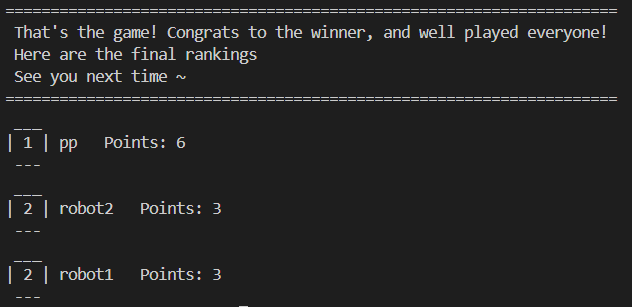 ====================================================================
That's the game! Congrats to the winner, and well played everyone!
Here are the final rankings
See you next time ~
====================================================================
___
| 1 | pp   Points: 6
---
___
| 2 | robot2   Points: 3
---
___
| 2 | robot1   Points: 3
---